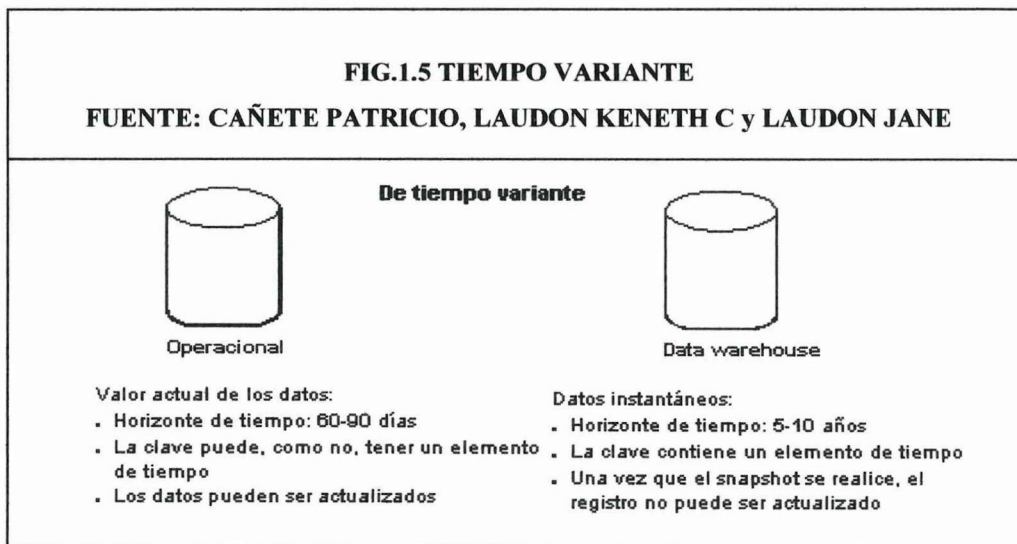 FIG.1.5 TIEMPO VARIANTE
FUENTE: CAÑETE PATRICIO, LAUDON KENETH C y LAUDON JANE
De tiempo variante
Operacional
Valor actual de los datos:
. Horizonte de tiempo: 60-90 días
. La clave puede, como no, tener un elemento
de tiempo
. Los datos pueden ser actualizados
Data warehouse
Datos instantáneos:
. Horizonte de tiempo: 5-10 años
. La clave contiene un elemento de tiempo
. Una vez que el snapshot se realice, el
registro no puede ser actualizado